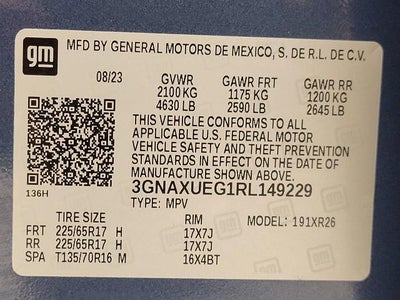 gm MFD BY GENERAL MOTORS DE MEXICO, S. DE R.L. DE C.V.
08/23 GVWR GAWR FRT GAWR RR
2100 KG 1175 KG 1200 KG
4630 LB 2590 LB 2645 LB
THIS VEHICLE CONFORMS TO ALL
APPLICABLE U.S. FEDERAL MOTOR
VEHICLE SAFETY AND THEFT PREVENTION
STANDARDS IN EFFECT ON THE DATE OF
MANUFACTURE SHOWN ABOVE.
136H
3GNAXUEG1RL149229
TYPE: MPV
TIRE SIZE RIM MODEL: 191XR26
FRT 225/65R17 H 17X7J
RR 225/65R17 H 17X7J
SPA T135/70R16 M 16X4BT
gm